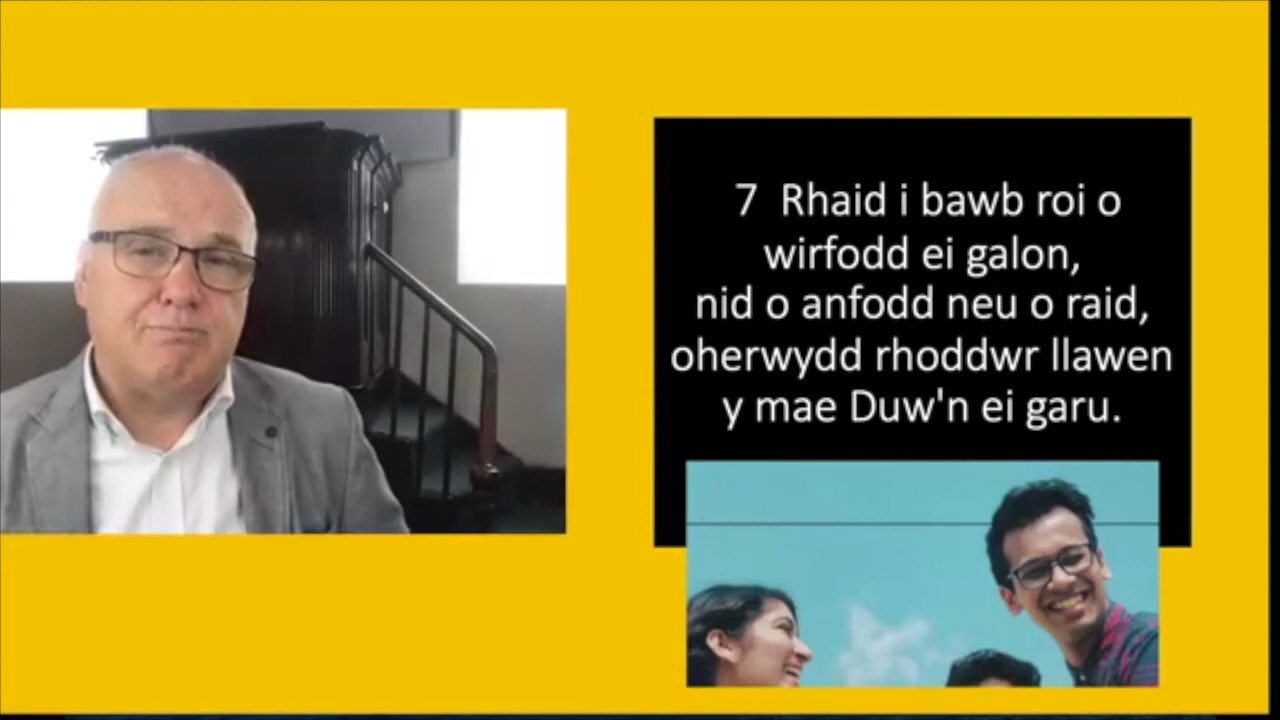 7 Rhaid i bawb roi o
wirfodd ei galon,
nid o anfodd neu o raid,
oherwydd rhoddwr llawen
y mae Duw'n ei garu.